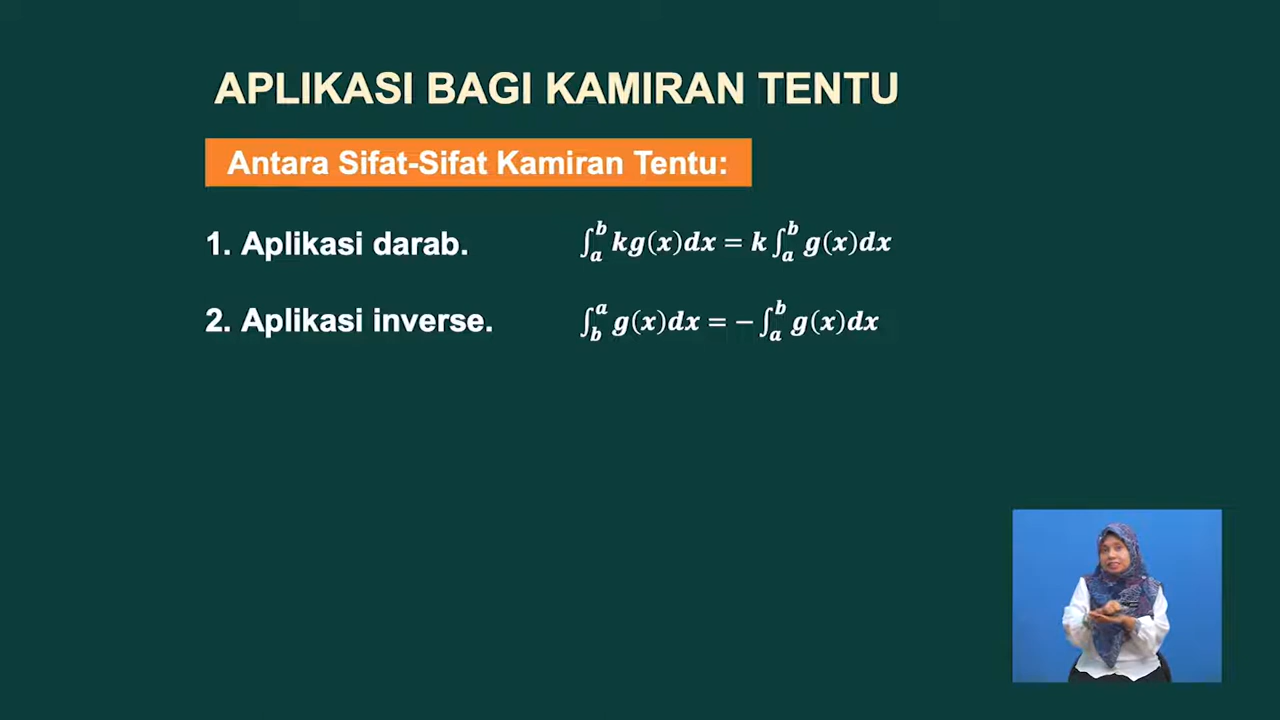 APLIKASI BAGI KAMIRAN TENTU
Antara Sifat-Sifat Kamiran Tentu:
1. Aplikasi darab. ∫ₐᵇ kg(x)dx = k ∫ₐᵇ g(x)dx
2. Aplikasi inverse. ∫_b^a g(x)dx = − ∫_a^b g(x)dx